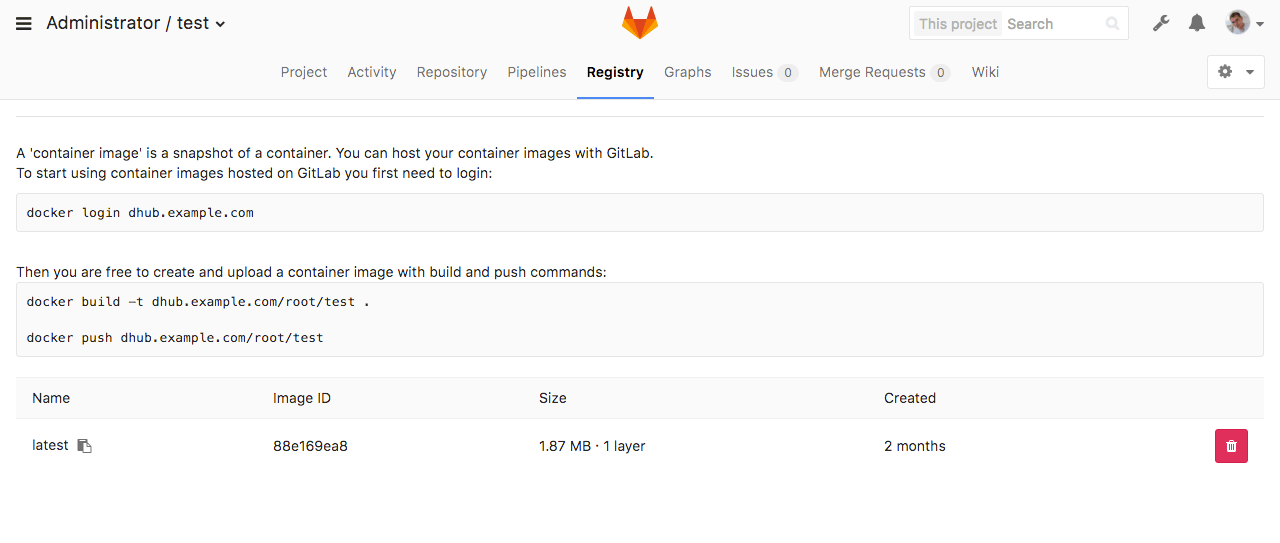 Administrator / test
This project Search
Project Activity Repository Pipelines Registry Graphs Issues 0 Merge Requests 0 Wiki
A 'container image' is a snapshot of a container. You can host your container images with GitLab.
To start using container images hosted on GitLab you first need to login:
docker login dhub.example.com
Then you are free to create and upload a container image with build and push commands:
docker build –t dhub.example.com/root/test .
docker push dhub.example.com/root/test
Name Image ID Size Created
latest 88e169ea8 1.87 MB · 1 layer 2 months